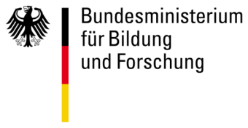 Bundesministerium
für Bildung
und Forschung